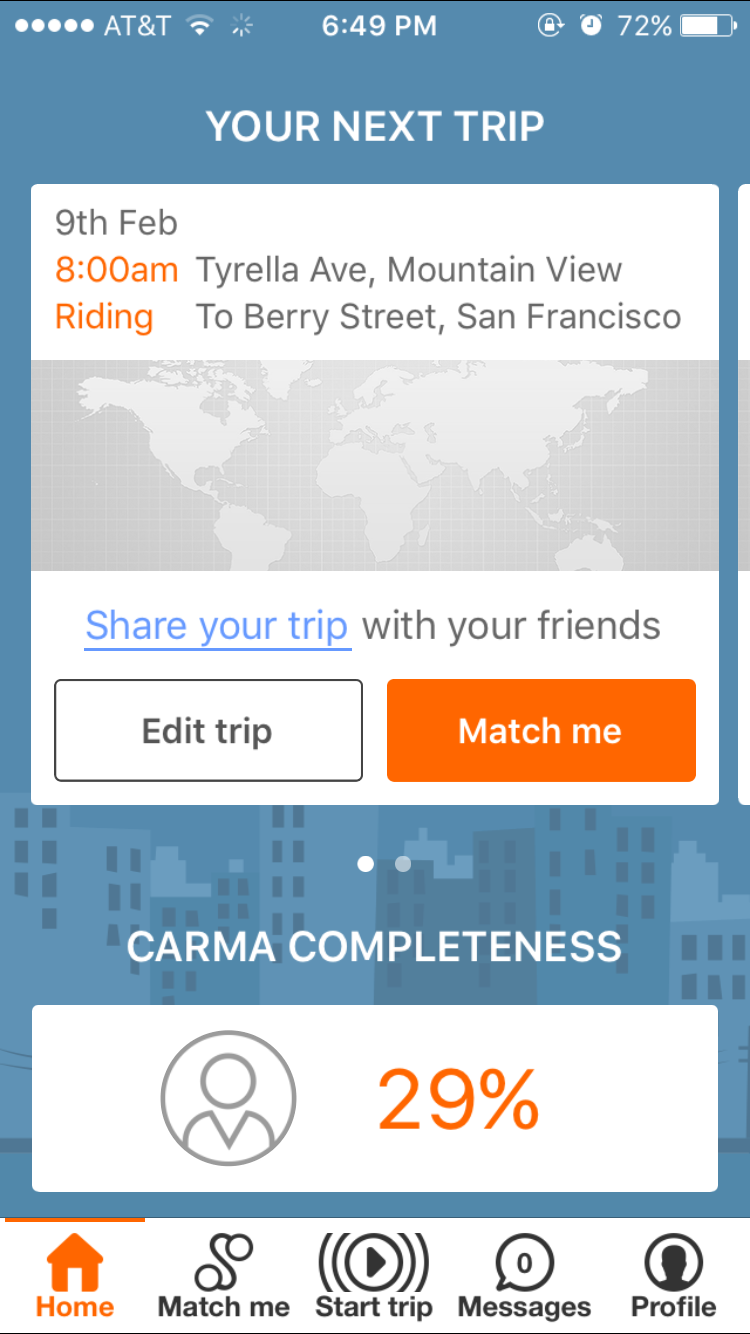 AT&T 6:49 PM 72%
YOUR NEXT TRIP
9th Feb
8:00am Tyrella Ave, Mountain View
Riding To Berry Street, San Francisco
Share your trip with your friends
Edit trip Match me
CARMA COMPLETENESS
29%
0
Home Match me Start trip Messages Profile